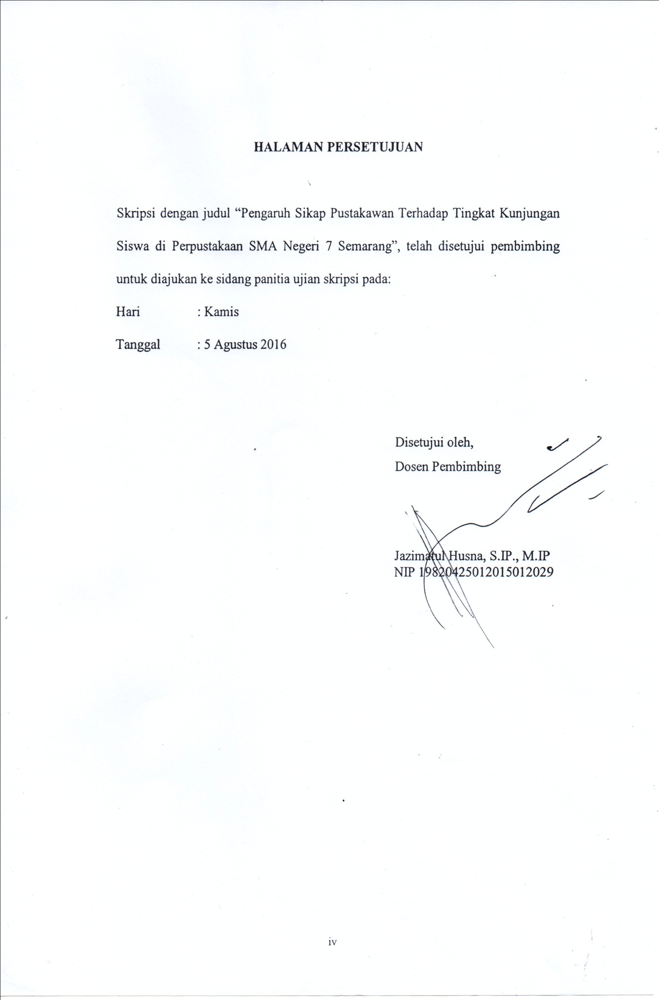 HALAMAN PERSETUJUAN
Skripsi dengan judul “Pengaruh Sikap Pustakawan Terhadap Tingkat Kunjungan
Siswa di Perpustakaan SMA Negeri 7 Semarang”, telah disetujui pembimbing
untuk diajukan ke sidang panitia ujian skripsi pada:
Hari : Kamis
Tanggal : 5 Agustus 2016
Disetujui oleh,
Dosen Pembimbing
Jazimatul Husna, S.IP., M.IP
NIP 19820425012015012029
iv